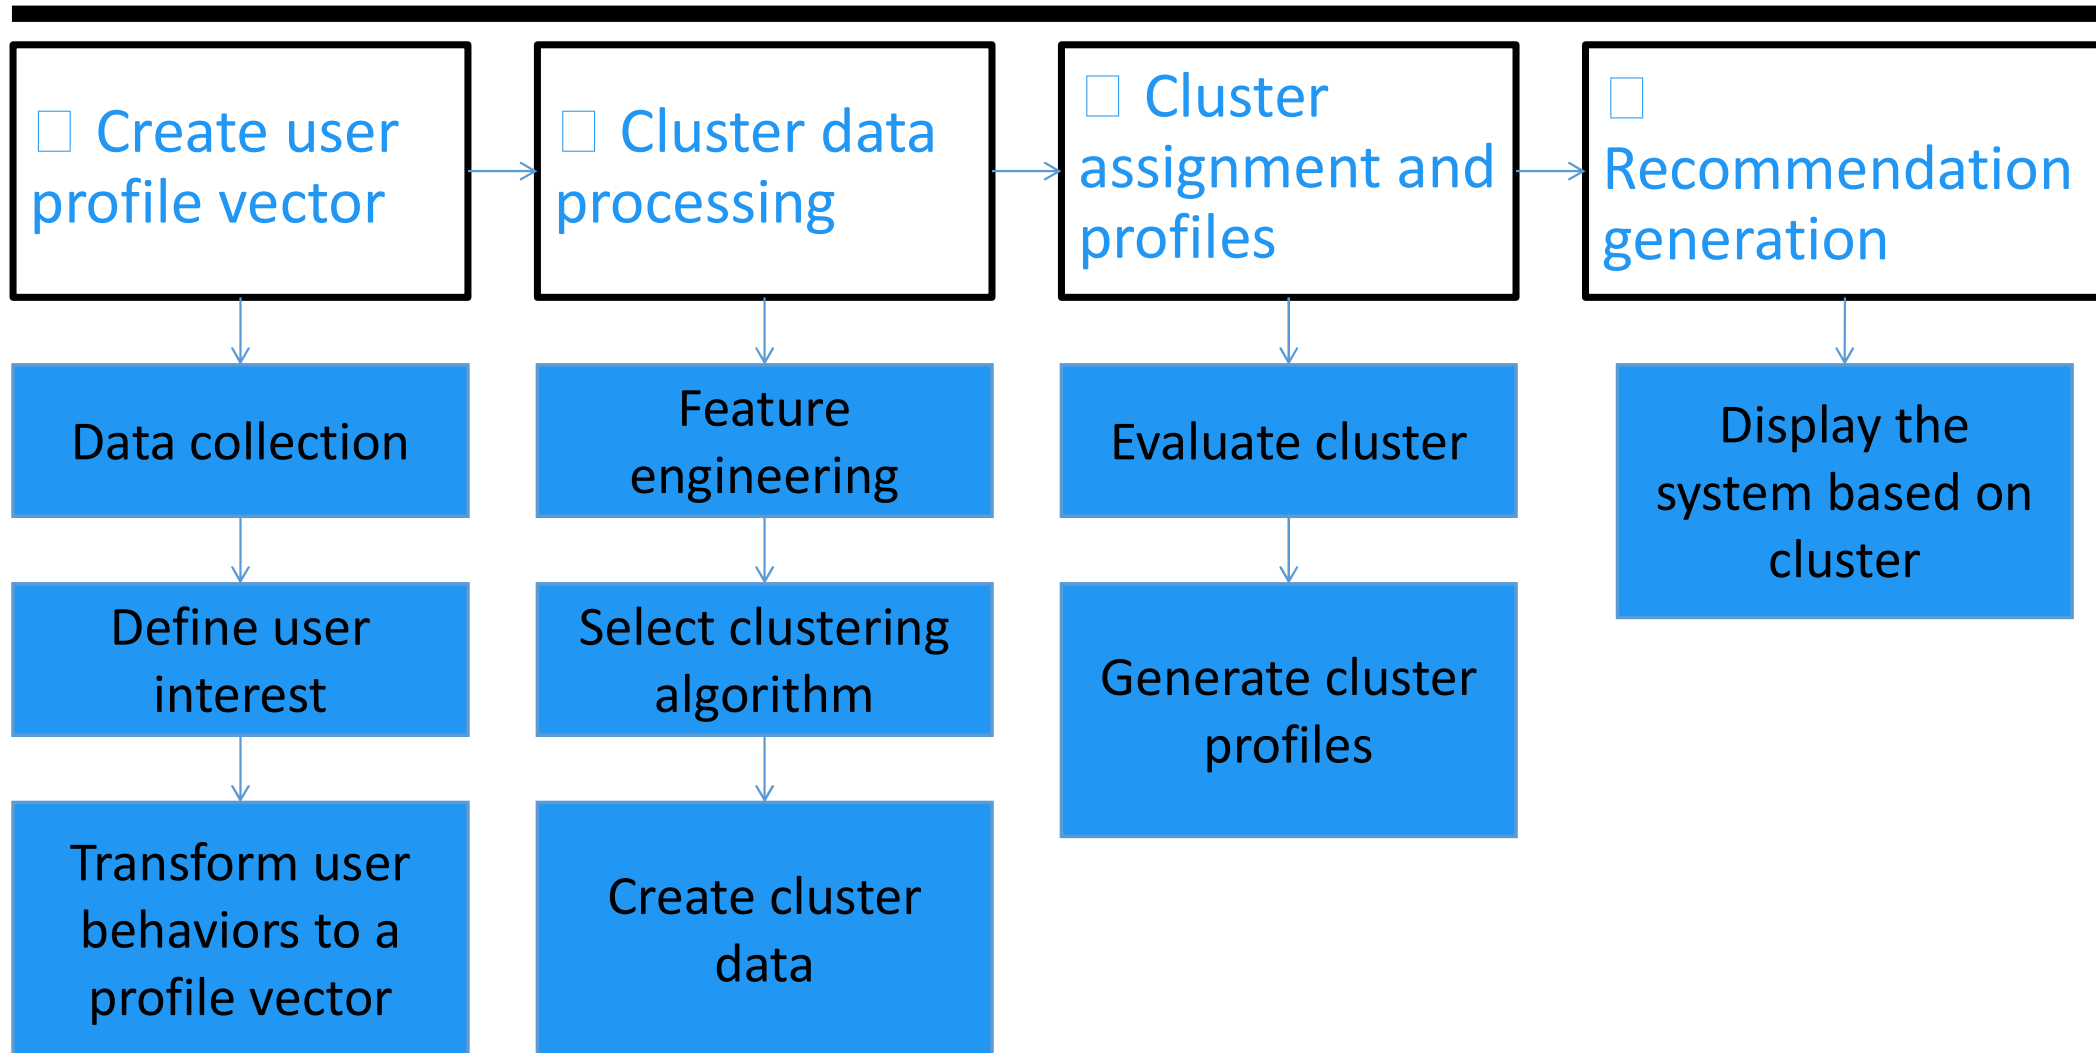 □ Create user
profile vector
□ Cluster data
processing
□ Cluster
assignment and
profiles
□
Recommendation
generation
Data collection
Define user
interest
Transform user
behaviors to a
profile vector
Feature
engineering
Select clustering
algorithm
Create cluster
data
Evaluate cluster
Generate cluster
profiles
Display the
system based on
cluster